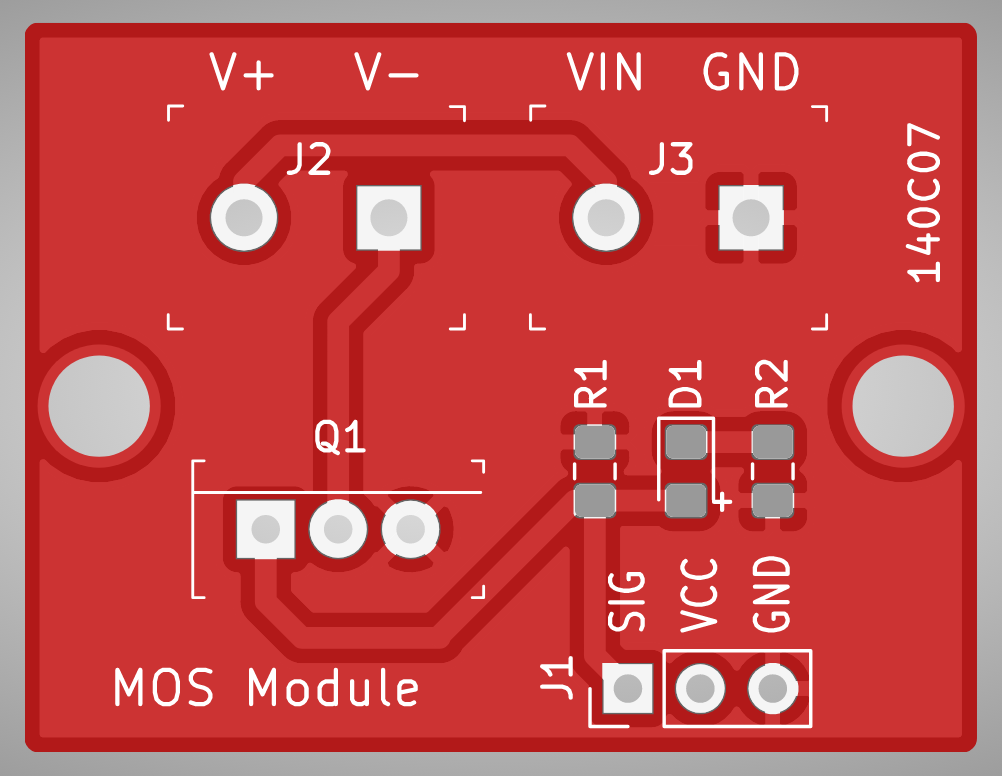 V+ V- VIN GND
J2 J3
140C07
R1 D1 R2
Q1
+
SIG VCC GND
J1
MOS Module